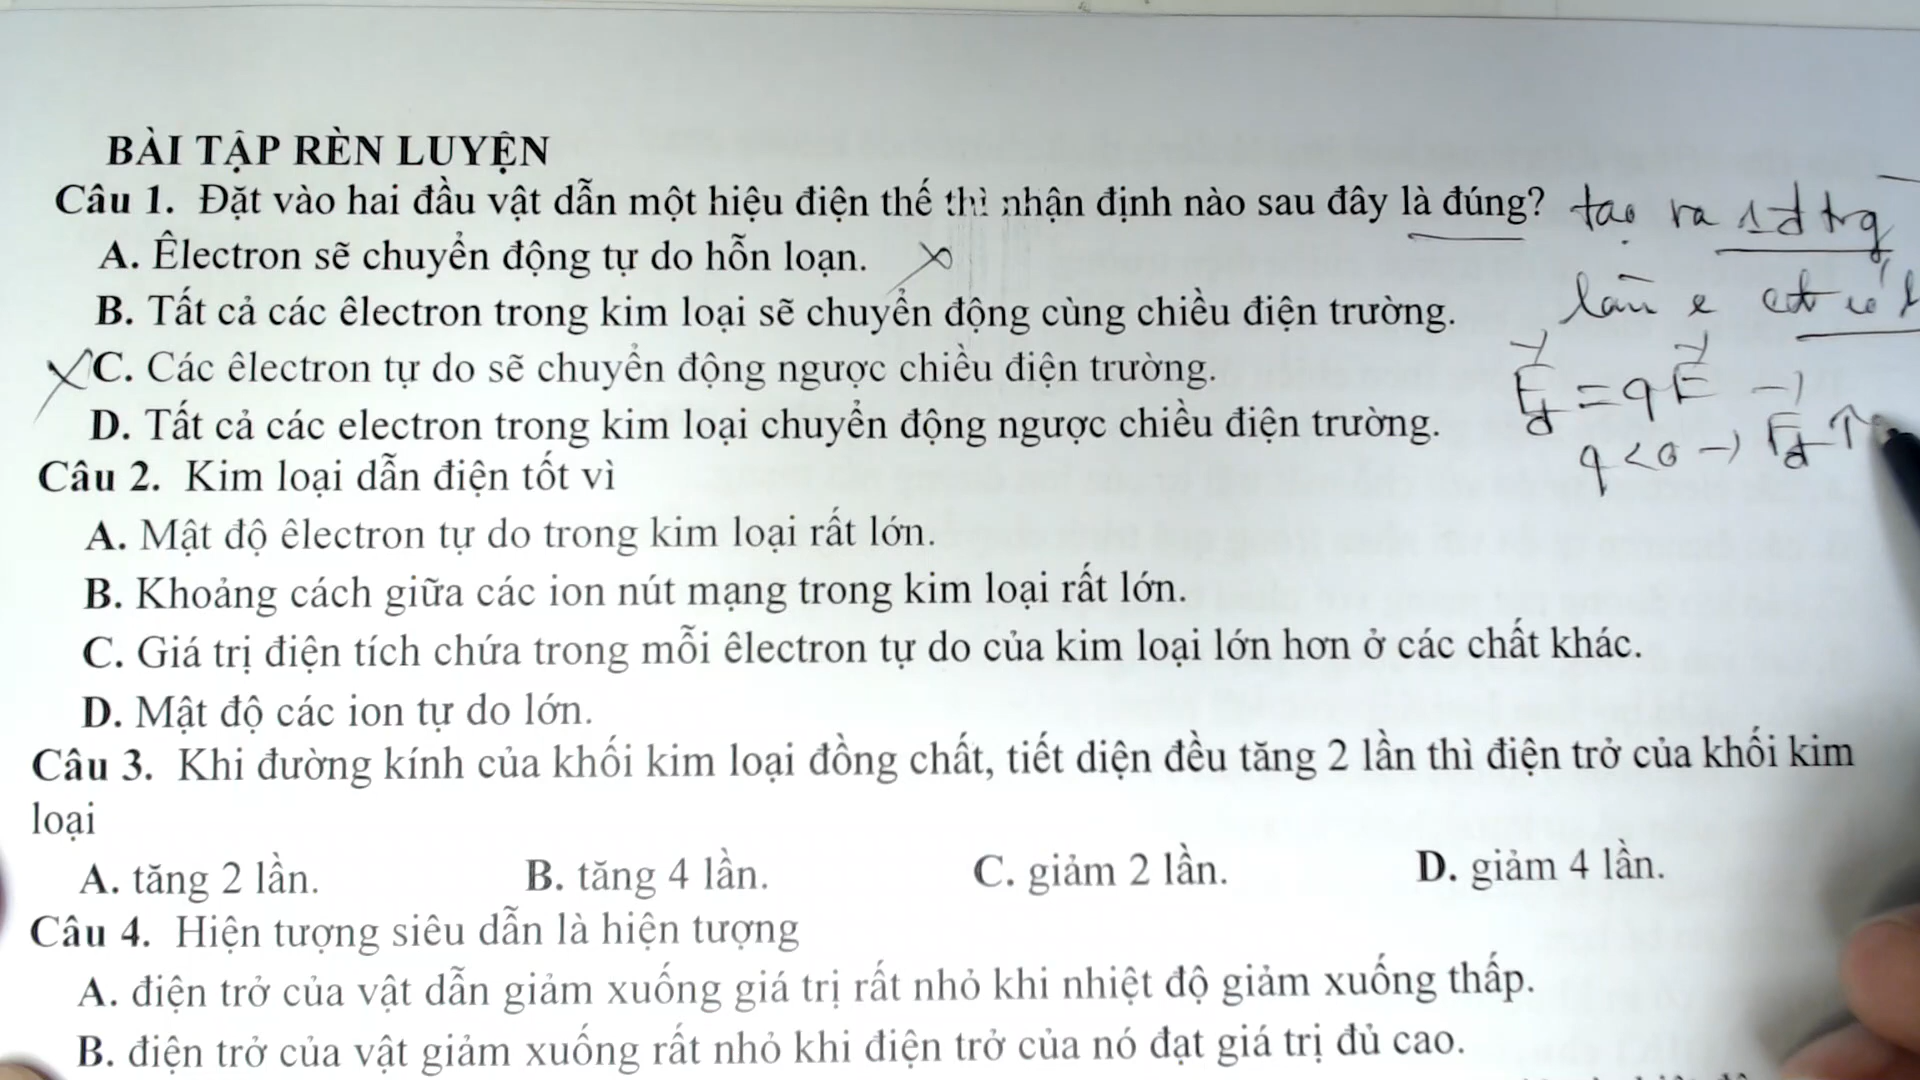 BÀI TẬP RÈN LUYỆN
Câu 1. Đặt vào hai đầu vật dẫn một hiệu điện thế thì nhận định nào sau đây là đúng? tạo ra 1 đ trg
A. Êlectron sẽ chuyển động tự do hỗn loạn.
B. Tất cả các êlectron trong kim loại sẽ chuyển động cùng chiều điện trường. làm e
C. Các êlectron tự do sẽ chuyển động ngược chiều điện trường. Fđ = qE →
D. Tất cả các electron trong kim loại chuyển động ngược chiều điện trường. q < 0 → Fđ ↑
Câu 2. Kim loại dẫn điện tốt vì
A. Mật độ êlectron tự do trong kim loại rất lớn.
B. Khoảng cách giữa các ion nút mạng trong kim loại rất lớn.
C. Giá trị điện tích chứa trong mỗi êlectron tự do của kim loại lớn hơn ở các chất khác.
D. Mật độ các ion tự do lớn.
Câu 3. Khi đường kính của khối kim loại đồng chất, tiết diện đều tăng 2 lần thì điện trở của khối kim
loại
A. tăng 2 lần. B. tăng 4 lần. C. giảm 2 lần. D. giảm 4 lần.
Câu 4. Hiện tượng siêu dẫn là hiện tượng
A. điện trở của vật dẫn giảm xuống giá trị rất nhỏ khi nhiệt độ giảm xuống thấp.
B. điện trở của vật giảm xuống rất nhỏ khi điện trở của nó đạt giá trị đủ cao.